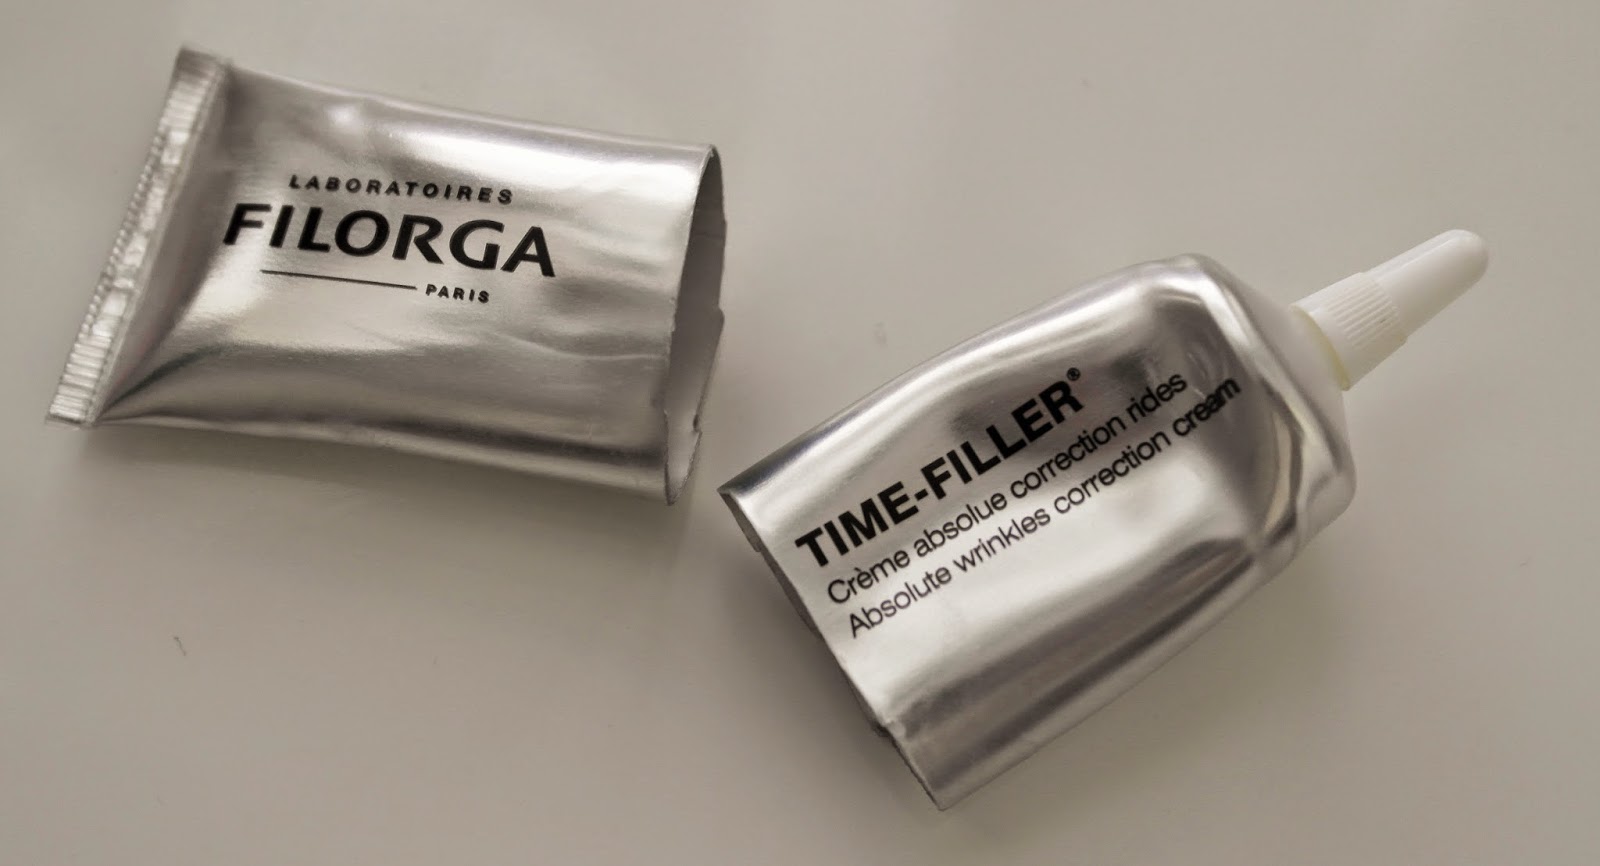 LABORATOIRES
FILORGA
PARIS
TIME-FILLER®
Crème absolue correction rides
Absolute wrinkles correction cream